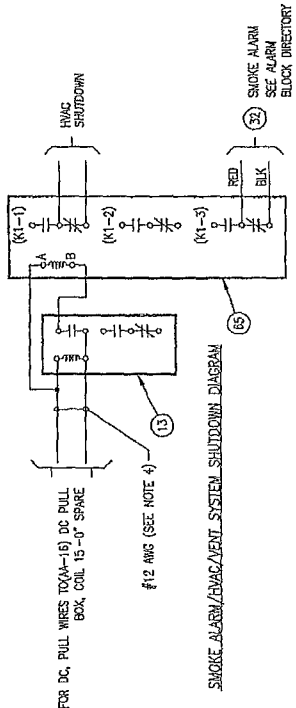 FOR DC, PULL WIRES TO(AA-16) DC PULL
BOX, COIL 15'-0" SPARE
#12 AWG (SEE NOTE 4)
13
65
A
B
(K1-1)
(K1-2)
(K1-3)
HVAC
SHUTDOWN
RED
BLK
32
SMOKE ALARM
SEE ALARM
BLOCK DIRECTORY
SMOKE ALARM/HVAC/VENT SYSTEM SHUTDOWN DIAGRAM